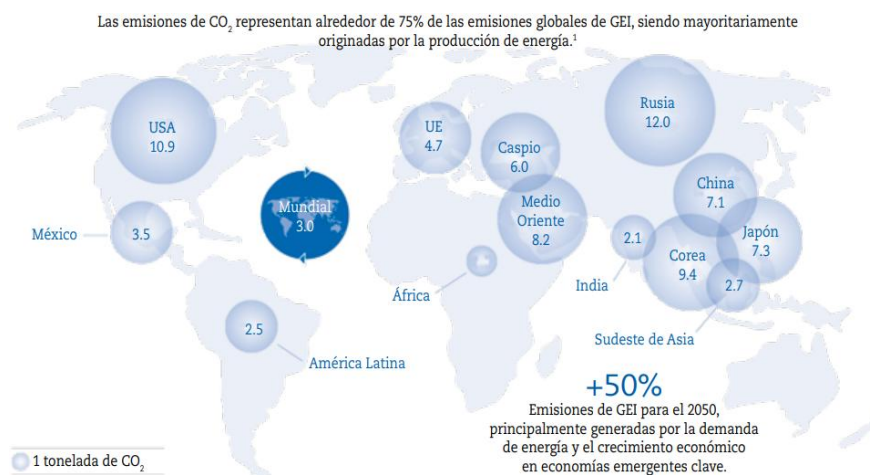 Las emisiones de CO₂ representan alrededor de 75% de las emisiones globales de GEI, siendo mayoritariamente
originadas por la producción de energía.¹
USA
10.9
UE
4.7
Caspio
6.0
Rusia
12.0
Mundial
3.0
Medio
Oriente
8.2
China
7.1
México
3.5
2.1
India
Corea
9.4
Japón
7.3
África
2.7
Sudeste de Asia
2.5
América Latina
+50%
Emisiones de GEI para el 2050,
principalmente generadas por la demanda
de energía y el crecimiento económico
en economías emergentes clave.
1 tonelada de CO₂